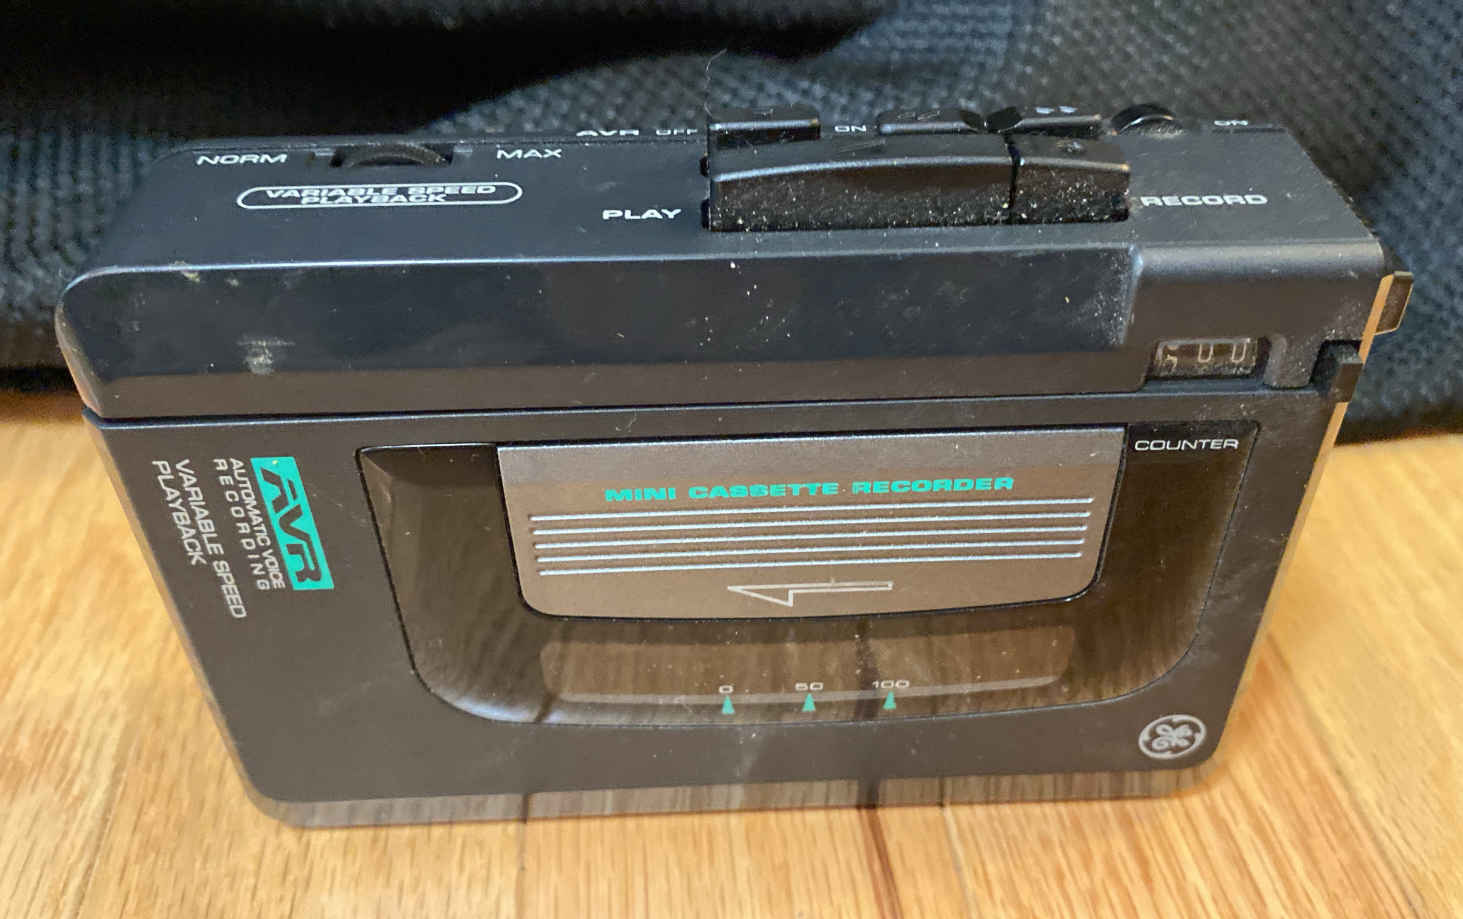 AVR OFF ON ON
NORM MAX
VARIABLE SPEED
PLAYBACK
PLAY RECORD
COUNTER
MINI CASSETTE RECORDER
AVR
AUTOMATIC VOICE
RECORDING
VARIABLE SPEED
PLAYBACK
0 50 100